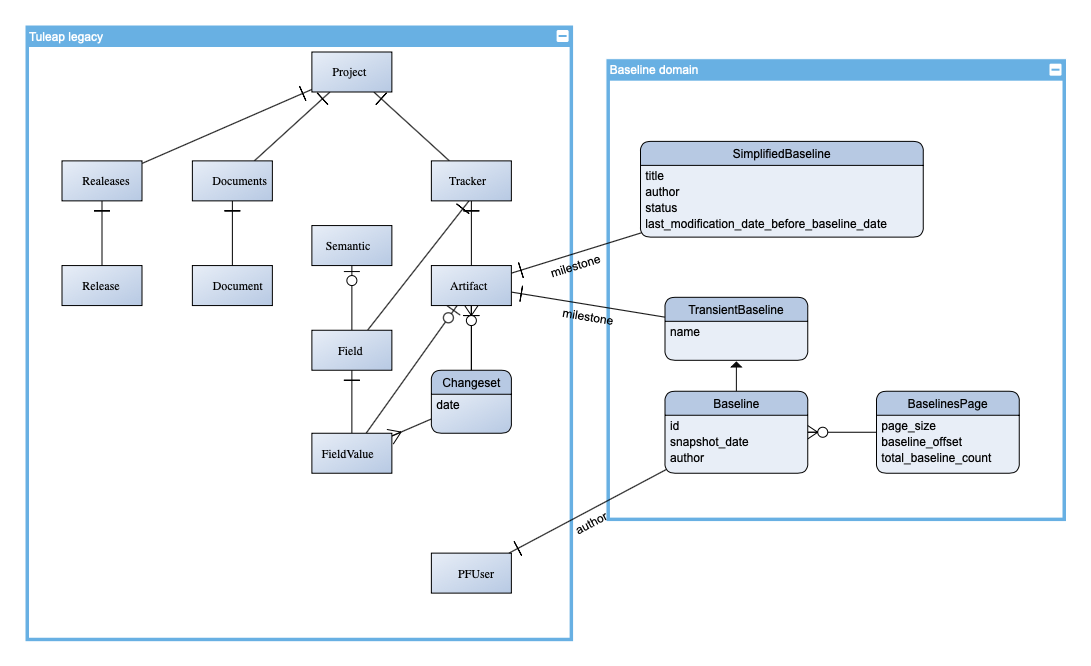 Tuleap legacy
Project
Realeases
Documents
Tracker
Semantic
Release
Document
Artifact
Field
Changeset
date
FieldValue
PFUser
milestone
milestone
author
Baseline domain
SimplifiedBaseline
title
author
status
last_modification_date_before_baseline_date
TransientBaseline
name
Baseline
id
snapshot_date
author
BaselinesPage
page_size
baseline_offset
total_baseline_count